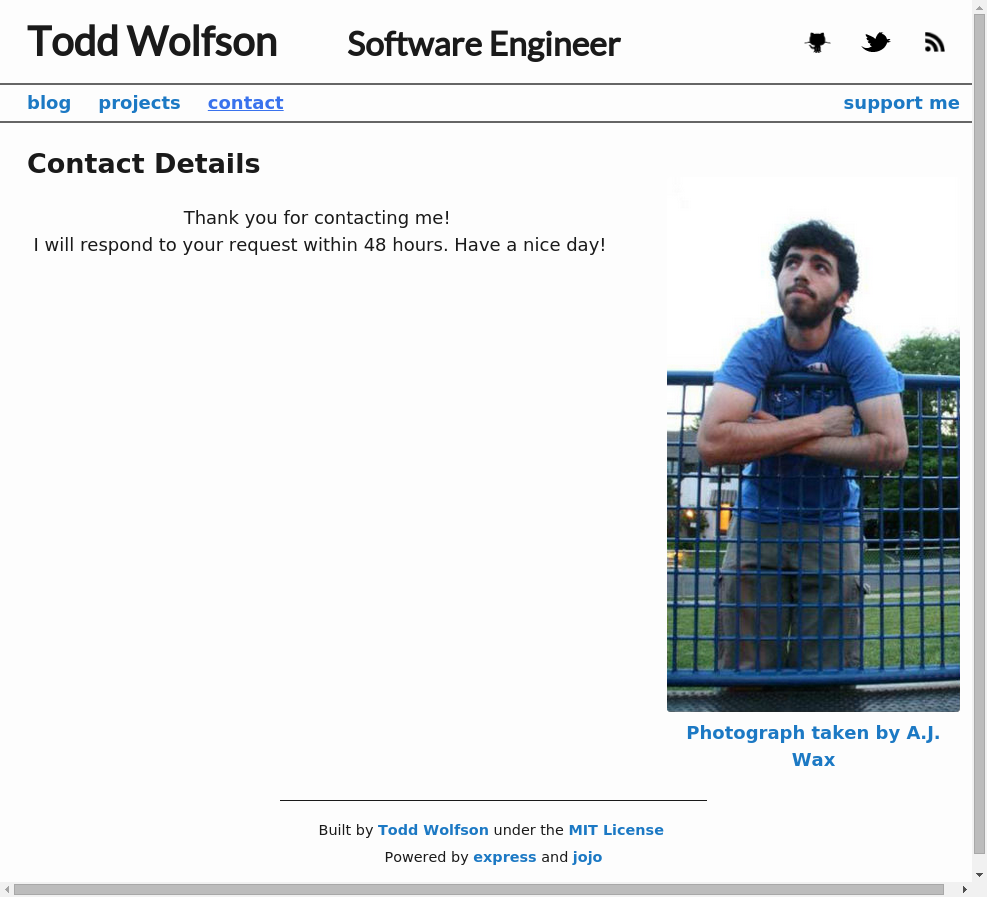 Todd Wolfson
Software Engineer
blog projects contact support me
Contact Details
Thank you for contacting me!
I will respond to your request within 48 hours. Have a nice day!
Photograph taken by A.J.
Wax
Built by Todd Wolfson under the MIT License
Powered by express and jojo